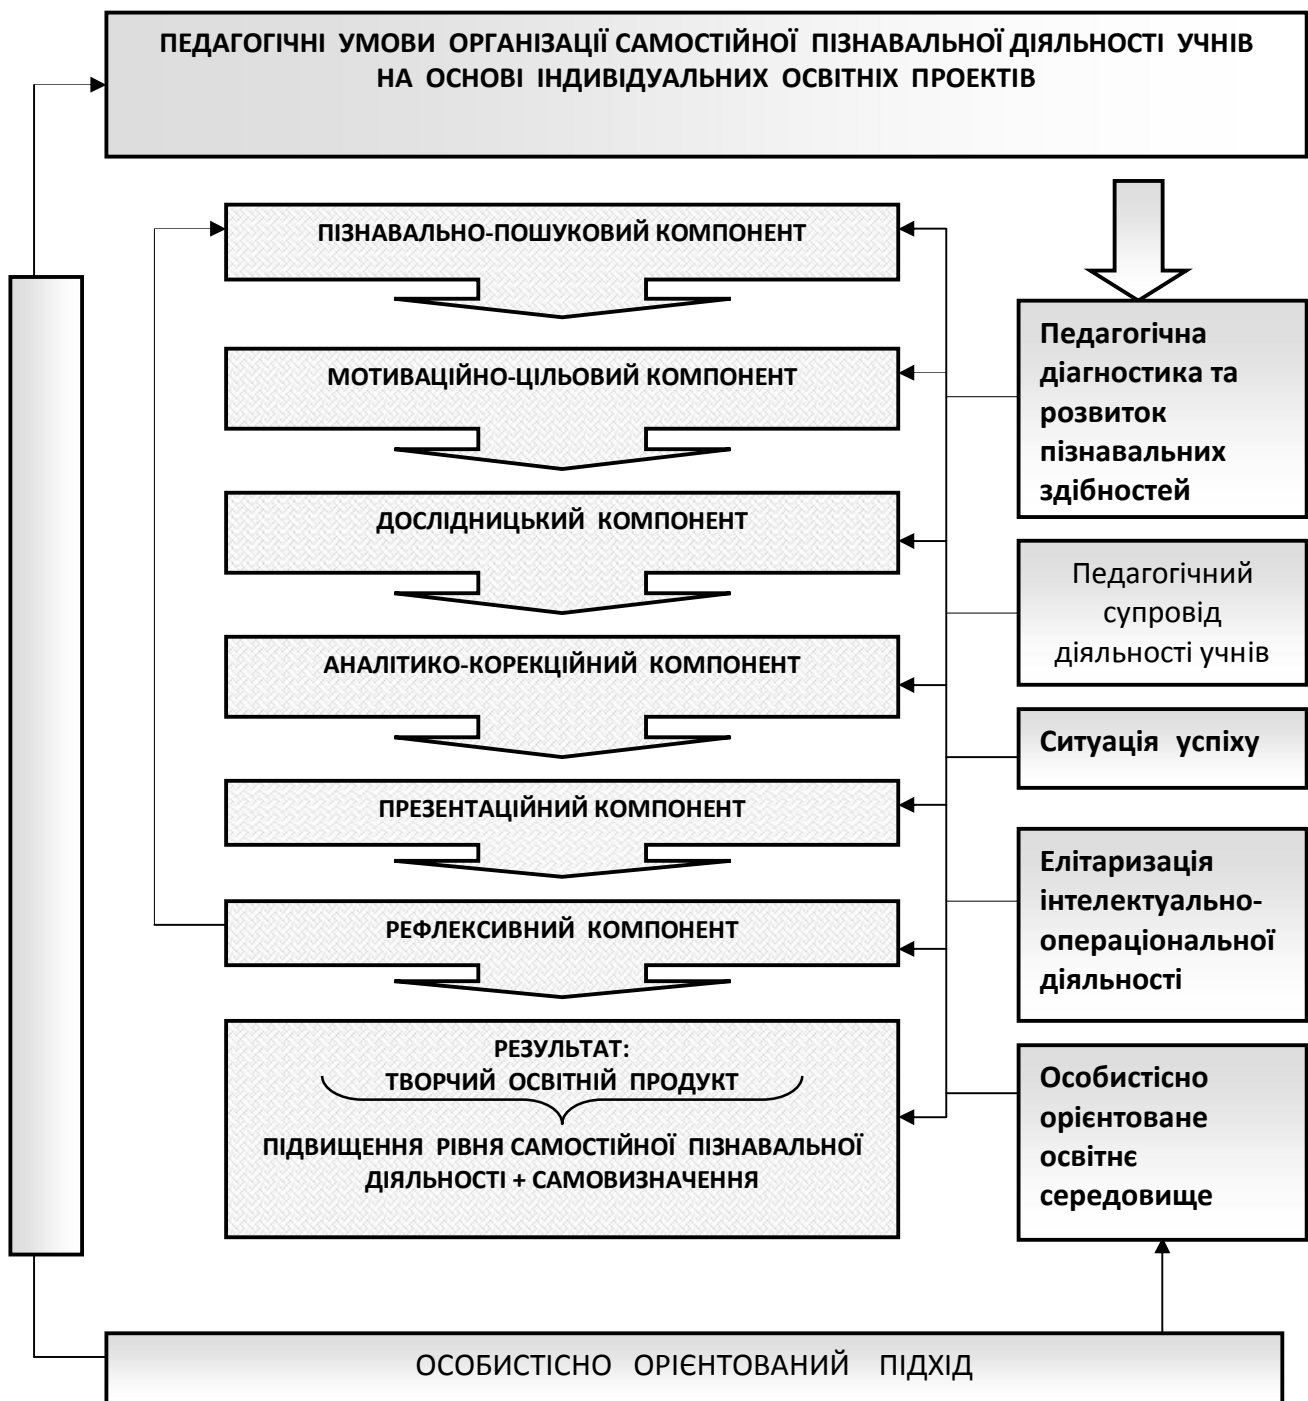 ПЕДАГОГІЧНІ УМОВИ ОРГАНІЗАЦІЇ САМОСТІЙНОЇ ПІЗНАВАЛЬНОЇ ДІЯЛЬНОСТІ УЧНІВ
НА ОСНОВІ ІНДИВІДУАЛЬНИХ ОСВІТНІХ ПРОЕКТІВ
ПІЗНАВАЛЬНО-ПОШУКОВИЙ КОМПОНЕНТ
МОТИВАЦІЙНО-ЦІЛЬОВИЙ КОМПОНЕНТ
ДОСЛІДНИЦЬКИЙ КОМПОНЕНТ
АНАЛІТИКО-КОРЕКЦІЙНИЙ КОМПОНЕНТ
ПРЕЗЕНТАЦІЙНИЙ КОМПОНЕНТ
РЕФЛЕКСИВНИЙ КОМПОНЕНТ
РЕЗУЛЬТАТ:
ТВОРЧИЙ ОСВІТНІЙ ПРОДУКТ
ПІДВИЩЕННЯ РІВНЯ САМОСТІЙНОЇ ПІЗНАВАЛЬНОЇ
ДІЯЛЬНОСТІ + САМОВИЗНАЧЕННЯ
Педагогічна
діагностика та
розвиток
пізнавальних
здібностей
Педагогічний
супровід
діяльності учнів
Ситуація успіху
Елітаризація
інтелектуально-
операціональної
діяльності
Особистісно
орієнтоване
освітнє
середовище
ОСОБИСТІСНО ОРІЄНТОВАНИЙ ПІДХІД